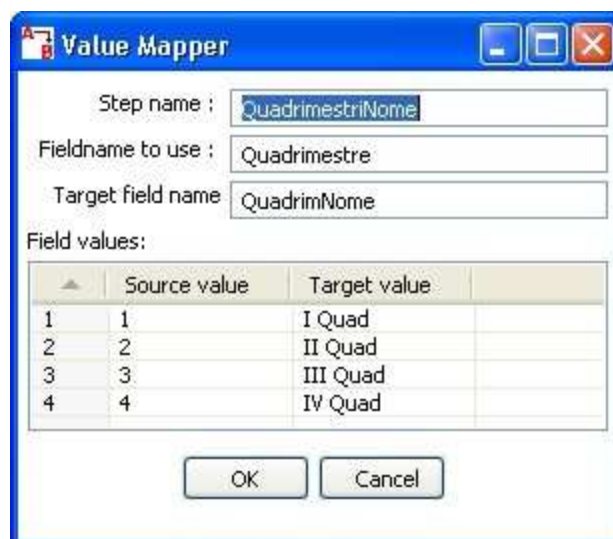 Value Mapper
Step name : QuadrimestriNome
Fieldname to use : Quadrimestre
Target field name QuadrimNome
Field values:
Source value Target value
1 1 I Quad
2 2 II Quad
3 3 III Quad
4 4 IV Quad
OK Cancel